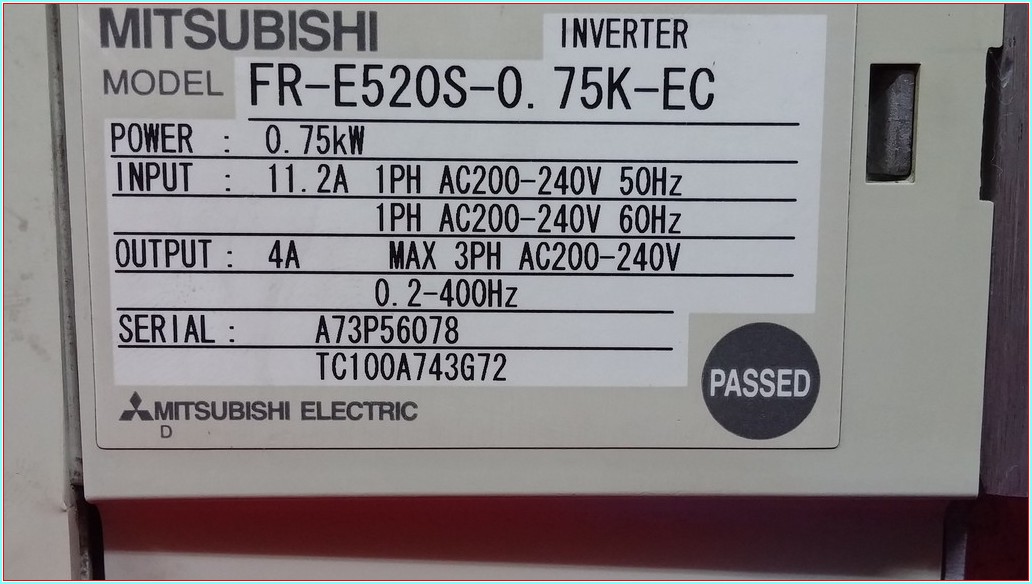 MITSUBISHI
INVERTER
MODEL FR-E520S-0.75K-EC
POWER : 0.75kW
INPUT : 11.2A 1PH AC200-240V 50Hz
1PH AC200-240V 60Hz
OUTPUT : 4A MAX 3PH AC200-240V
0.2-400Hz
SERIAL : A73P56078
TC100A743G72
PASSED
MITSUBISHI ELECTRIC
D